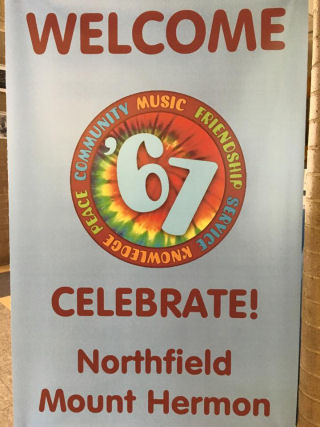 WELCOME
COMMUNITY MUSIC FRIENDSHIP SERVICE KNOWLEDGE PEACE
'67
CELEBRATE!
Northfield
Mount Hermon